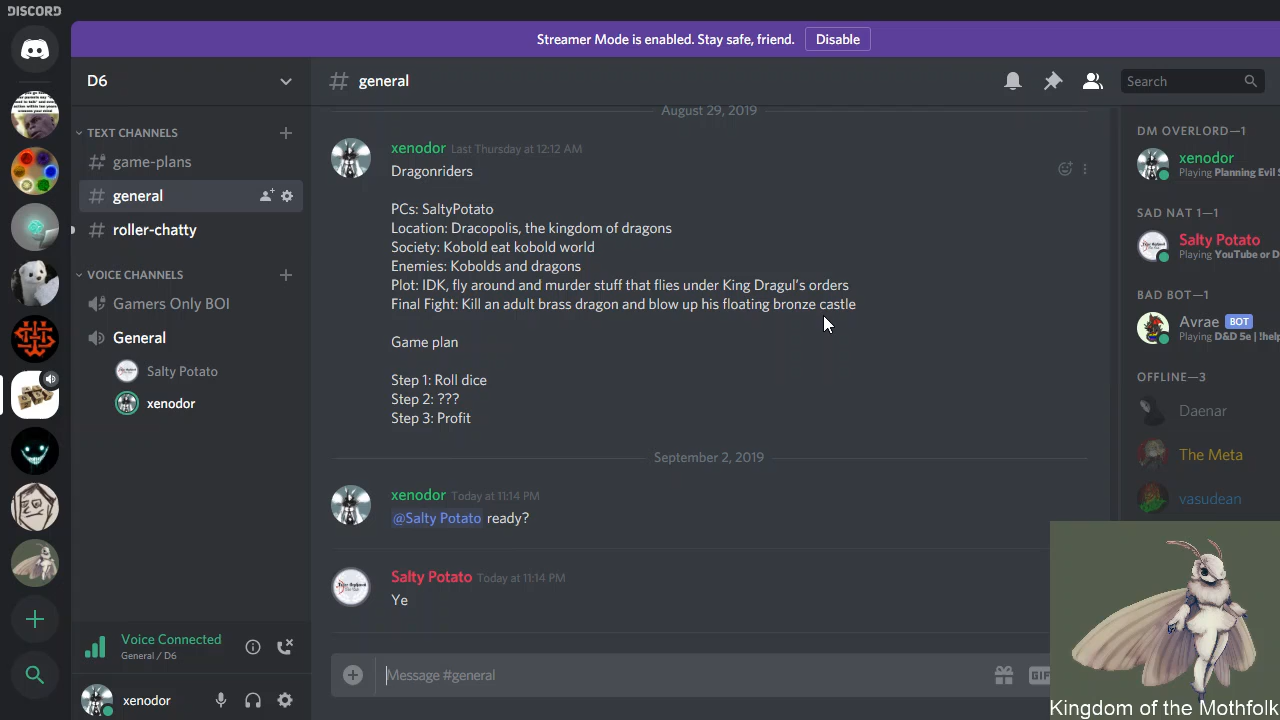 DISCORD
Streamer Mode is enabled. Stay safe, friend.
Disable
D6
TEXT CHANNELS
game-plans
general
roller-chatty
VOICE CHANNELS
Gamers Only BOI
General
Salty Potato
xenodor
Voice Connected
General / D6
xenodor
general
Search
August 29, 2019
xenodor Last Thursday at 12:12 AM
Dragonriders
PCs: SaltyPotato
Location: Dracopolis, the kingdom of dragons
Society: Kobold eat kobold world
Enemies: Kobolds and dragons
Plot: IDK, fly around and murder stuff that flies under King Dragul's orders
Final Fight: Kill an adult brass dragon and blow up his floating bronze castle
Game plan
Step 1: Roll dice
Step 2: ???
Step 3: Profit
September 2, 2019
xenodor Today at 11:14 PM
@Salty Potato ready?
Salty Potato Today at 11:14 PM
Ye
Message #general
GIF
DM OVERLORD—1
xenodor
Playing Planning Evil
SAD NAT 1—1
Salty Potato
Playing YouTube or D
BAD BOT—1
Avrae BOT
Playing D&D 5e | !help
OFFLINE—3
Daenar
The Meta
vasudean
Kingdom of the Mothfolk